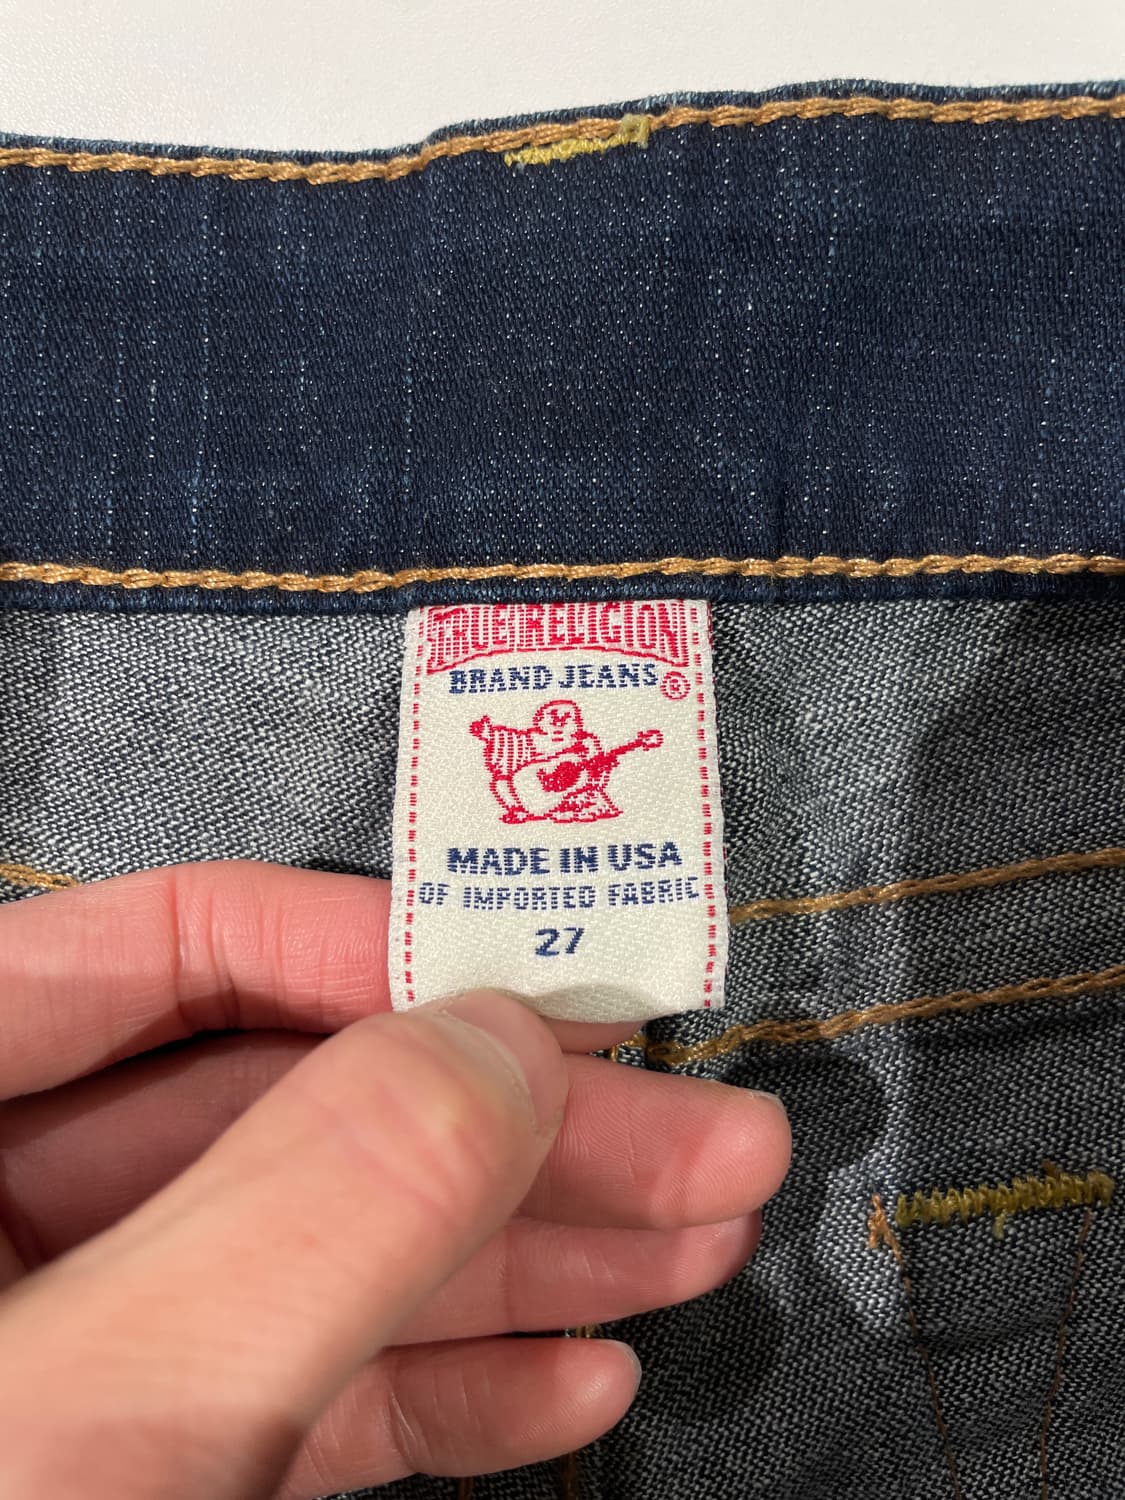 TRUE RELIGION
BRAND JEANS ®
MADE IN USA
OF IMPORTED FABRIC
27